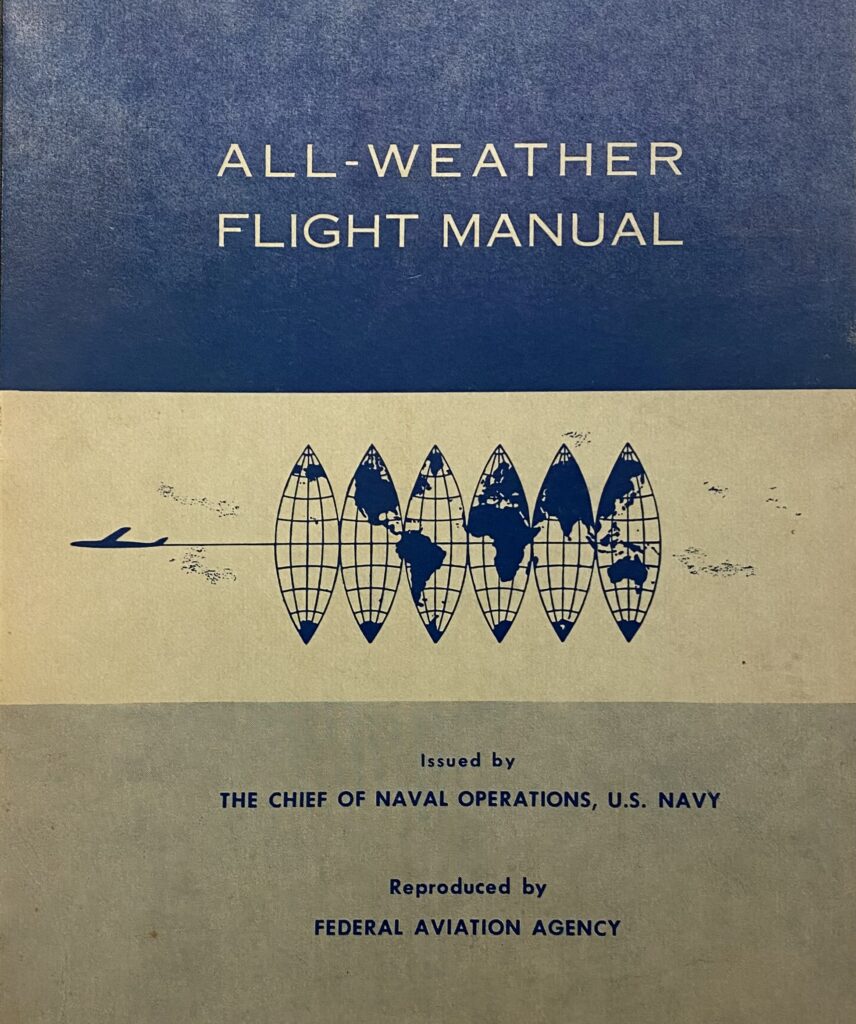 ALL-WEATHER
FLIGHT MANUAL
Issued by
THE CHIEF OF NAVAL OPERATIONS, U.S. NAVY
Reproduced by
FEDERAL AVIATION AGENCY